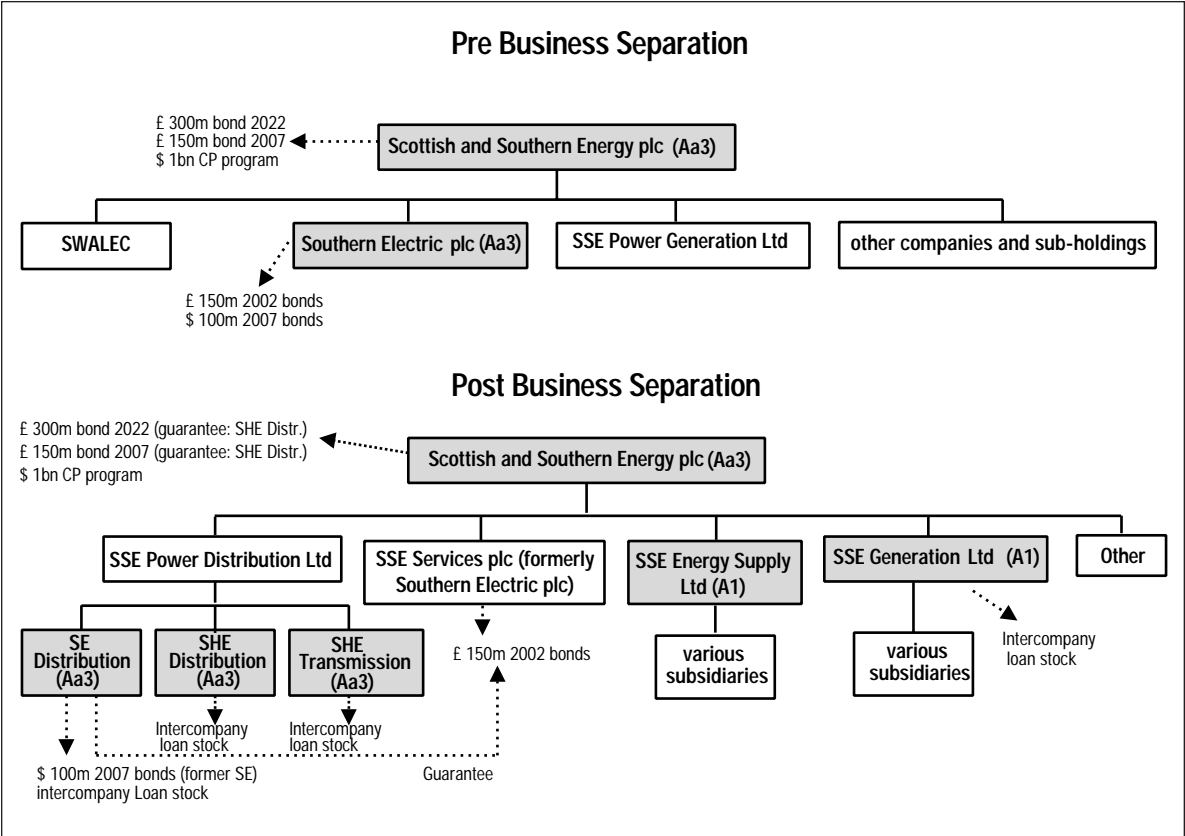 Pre Business Separation
£ 300m bond 2022
£ 150m bond 2007
$ 1bn CP program
Scottish and Southern Energy plc (Aa3)
SWALEC
Southern Electric plc (Aa3)
SSE Power Generation Ltd
other companies and sub-holdings
£ 150m 2002 bonds
$ 100m 2007 bonds
Post Business Separation
£ 300m bond 2022 (guarantee: SHE Distr.)
£ 150m bond 2007 (guarantee: SHE Distr.)
$ 1bn CP program
Scottish and Southern Energy plc (Aa3)
SSE Power Distribution Ltd
SSE Services plc (formerly
Southern Electric plc)
SSE Energy Supply
Ltd (A1)
SSE Generation Ltd (A1)
Other
SE
Distribution
(Aa3)
SHE
Distribution
(Aa3)
SHE
Transmission
(Aa3)
£ 150m 2002 bonds
various
subsidiaries
various
subsidiaries
Intercompany
loan stock
Intercompany
loan stock
Intercompany
loan stock
$ 100m 2007 bonds (former SE)
intercompany Loan stock
Guarantee